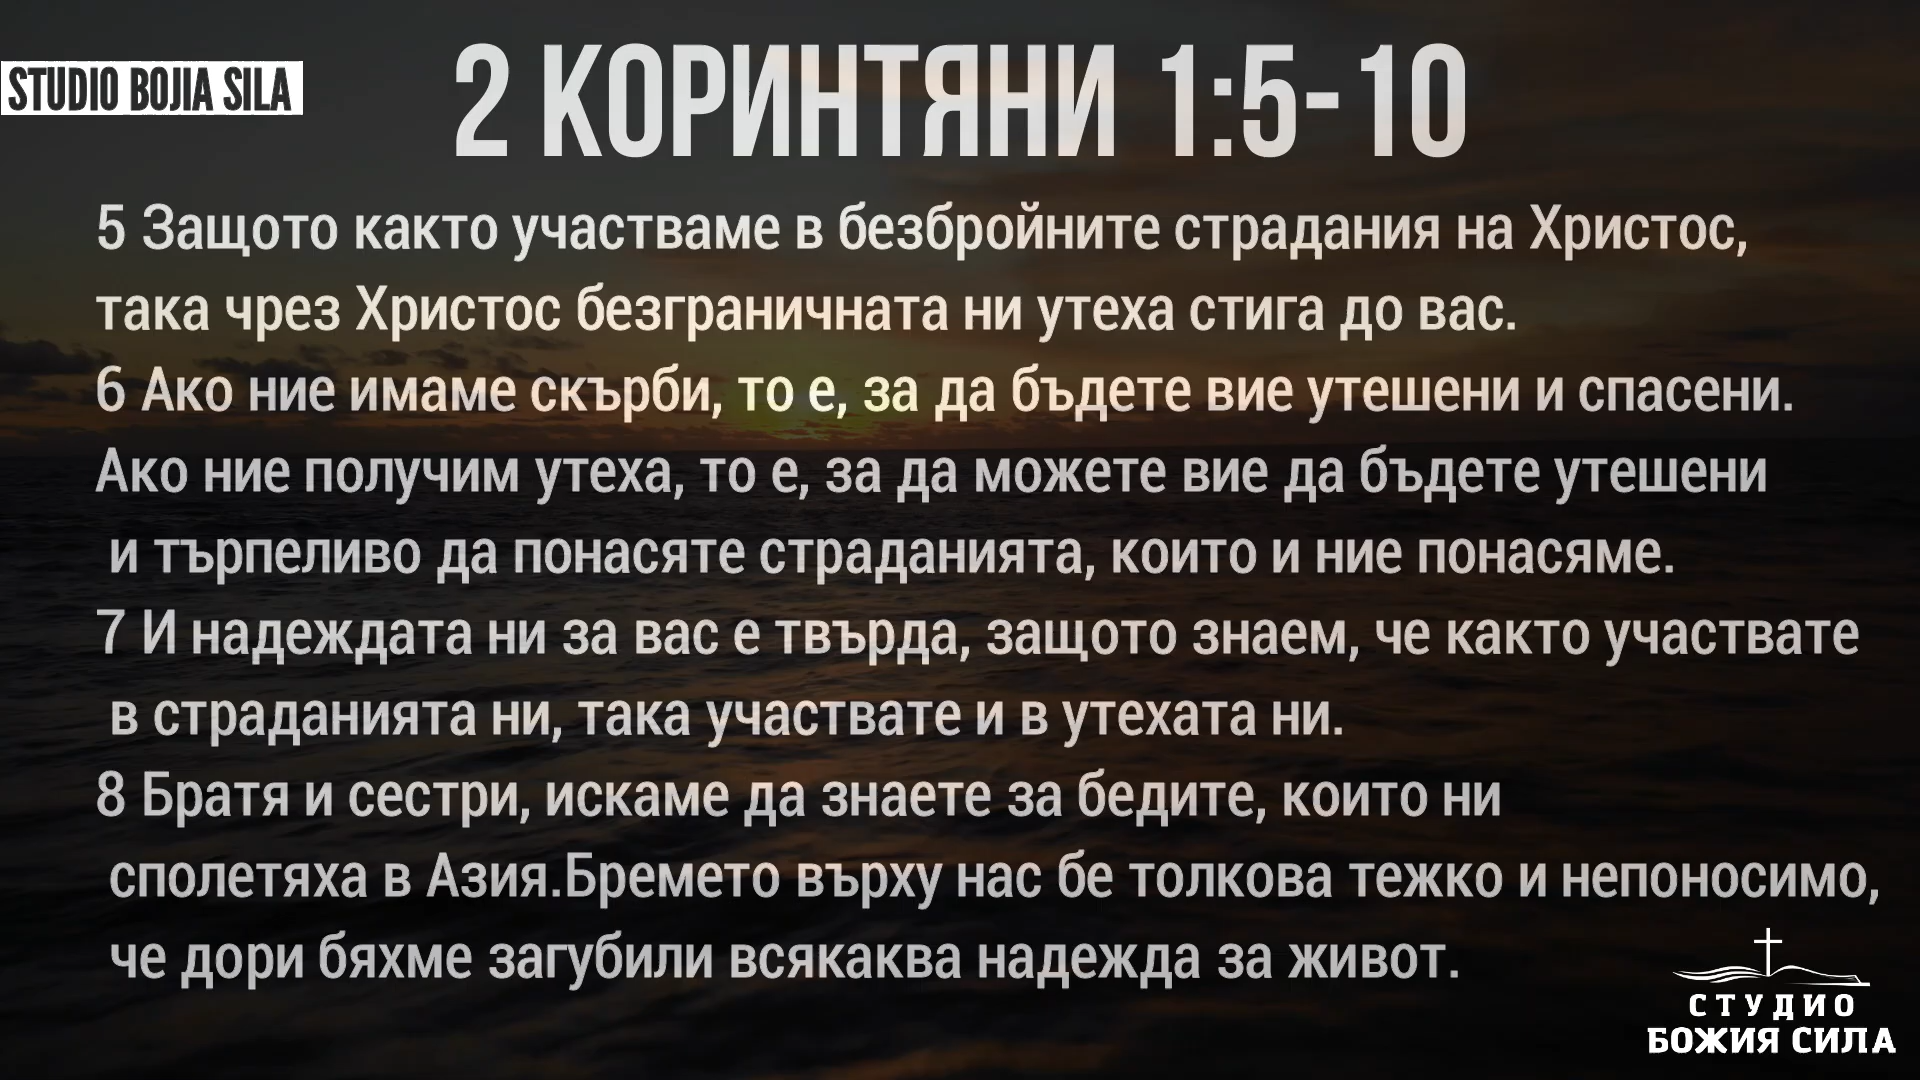 STUDIO BOJIA SILA
2 КОРИНТЯНИ 1:5-10
5 Защото както участваме в безбройните страдания на Христос,
така чрез Христос безграничната ни утеха стига до вас.
6 Ако ние имаме скърби, то е, за да бъдете вие утешени и спасени.
Ако ние получим утеха, то е, за да можете вие да бъдете утешени
и търпеливо да понасяте страданията, които и ние понасяме.
7 И надеждата ни за вас е твърда, защото знаем, че както участвате
в страданията ни, така участвате и в утехата ни.
8 Братя и сестри, искаме да знаете за бедите, които ни
сполетяха в Азия.Бремето върху нас бе толкова тежко и непоносимо,
че дори бяхме загубили всякаква надежда за живот.
СТУДИО
БОЖИЯ СИЛА